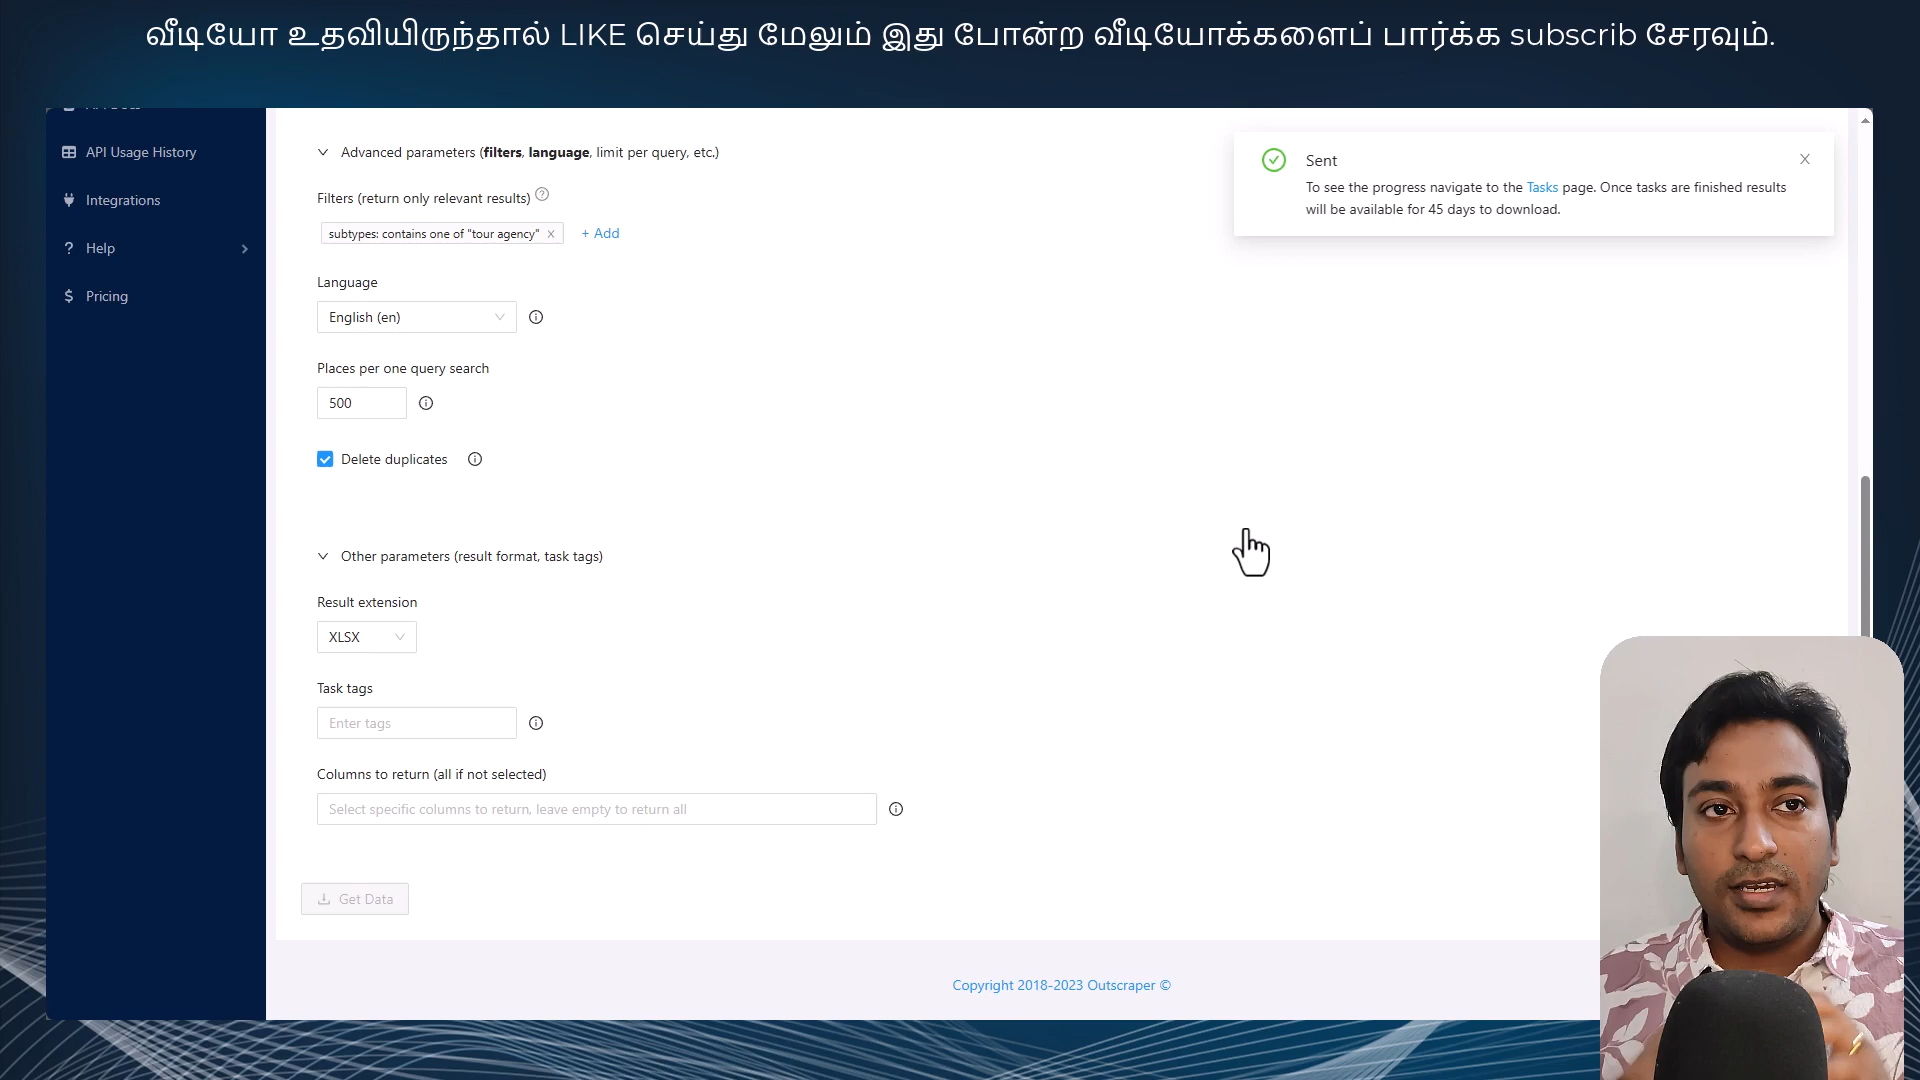 வீடியோ உதவியிருந்தால் LIKE செய்து மேலும் இது போன்ற வீடியோக்களைப் பார்க்க subscrib சேரவும்.
API Usage History
Integrations
? Help
$ Pricing
Advanced parameters (filters, language, limit per query, etc.)
Filters (return only relevant results)
subtypes: contains one of "tour agency" + Add
Language
English (en)
Places per one query search
500
Delete duplicates
Other parameters (result format, task tags)
Result extension
XLSX
Task tags
Enter tags
Columns to return (all if not selected)
Select specific columns to return, leave empty to return all
Get Data
Sent
To see the progress navigate to the Tasks page. Once tasks are finished results
will be available for 45 days to download.
Copyright 2018-2023 Outscraper ©